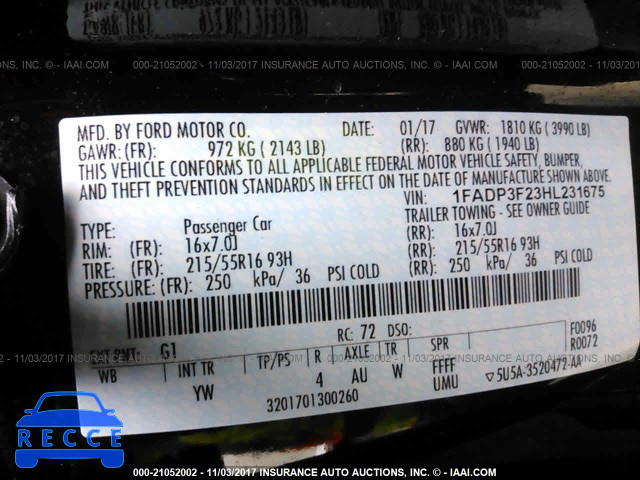 000-21052002 - 11/03/2017 INSURANCE AUTO AUCTIONS, INC. - © IAAI.COM
MFD. BY FORD MOTOR CO. DATE: 01/17 GVWR: 1810 KG ( 3990 LB)
GAWR: (FR): 972 KG ( 2143 LB) (RR): 880 KG ( 1940 LB)
THIS VEHICLE CONFORMS TO ALL APPLICABLE FEDERAL MOTOR VEHICLE SAFETY, BUMPER,
AND THEFT PREVENTION STANDARDS IN EFFECT ON THE DATE OF MANUFACTURE SHOWN ABOVE.
VIN: 1FADP3F23HL231675
TYPE: Passenger Car TRAILER TOWING - SEE OWNER GUIDE
RIM: (FR): 16x7.0J (RR): 16x7.0J
TIRE: (FR): 215/55R16 93H (RR): 215/55R16 93H
PRESSURE: (FR): 250 kPa/ 36 PSI COLD (RR): 250 kPa/ 36 PSI COLD
RC: 72 DSO: F0096
EXT PNT: G1 R0072
000-21052002 - 11/03/2017 INSURANCE AUTO AUCTIONS, INC. - © IAAI.COM
WB INT TR TP/PS R AXLE TR SPR
YW 4 AU W FFFF
UMU
3201701300260 5U5A-3520472-AA
RECCE
000-21052002 - 11/03/2017 INSURANCE AUTO AUCTIONS, INC. - © IAAI.COM